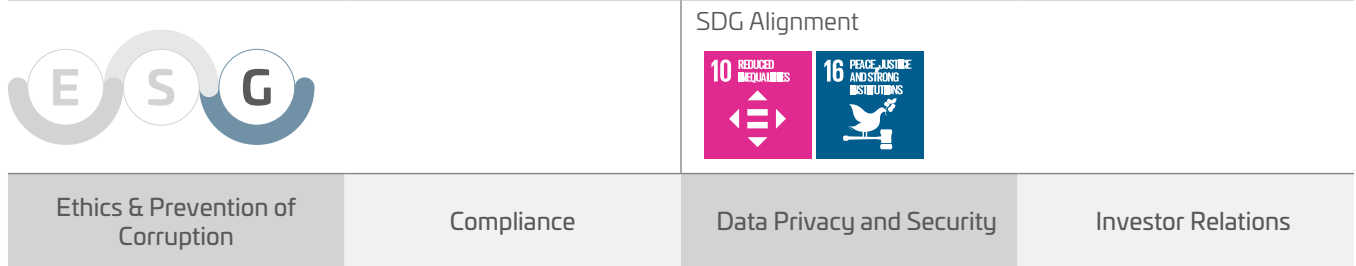 E S G
SDG Alignment
10 REDUCED
INEQUALITIES
16 PEACE, JUSTICE
AND STRONG
INSTITUTIONS
Ethics & Prevention of
Corruption
Compliance
Data Privacy and Security
Investor Relations